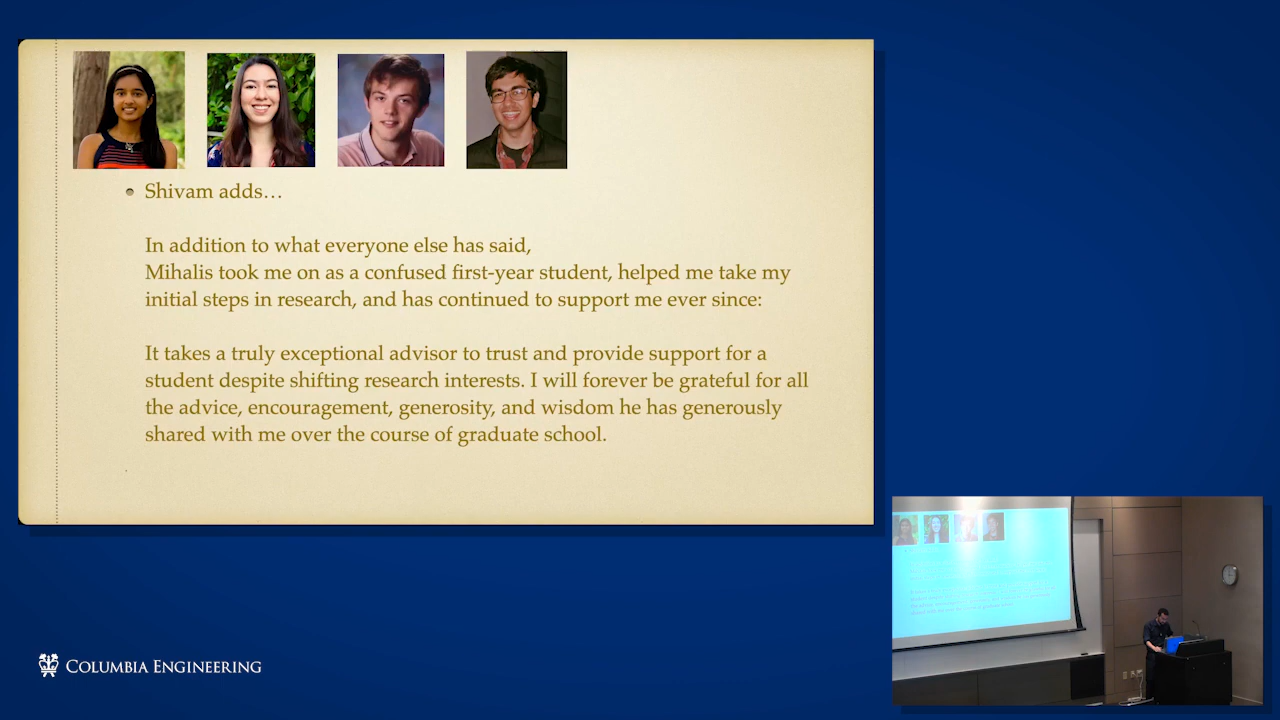 Shivam adds…
In addition to what everyone else has said,
Mihalis took me on as a confused first-year student, helped me take my
initial steps in research, and has continued to support me ever since:
It takes a truly exceptional advisor to trust and provide support for a
student despite shifting research interests. I will forever be grateful for all
the advice, encouragement, generosity, and wisdom he has generously
shared with me over the course of graduate school.
COLUMBIA ENGINEERING